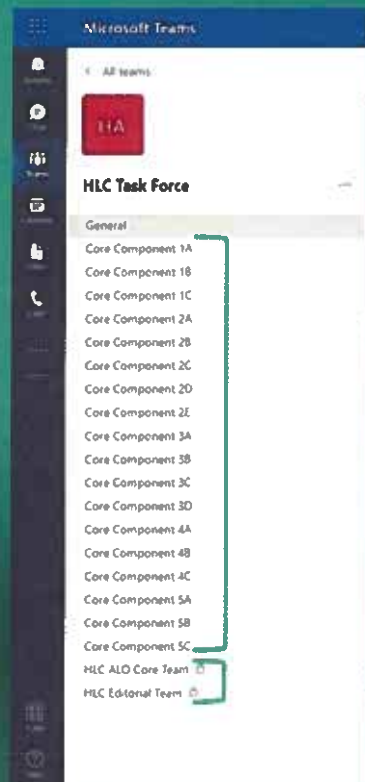 Microsoft Teams
All teams
HA
HLC Task Force
General
Core Component 1A
Core Component 1B
Core Component 1C
Core Component 2A
Core Component 2B
Core Component 2C
Core Component 2D
Core Component 2E
Core Component 3A
Core Component 3B
Core Component 3C
Core Component 3D
Core Component 4A
Core Component 4B
Core Component 4C
Core Component 5A
Core Component 5B
Core Component 5C
HLC ALO Core Team
HLC Editorial Team
Teams